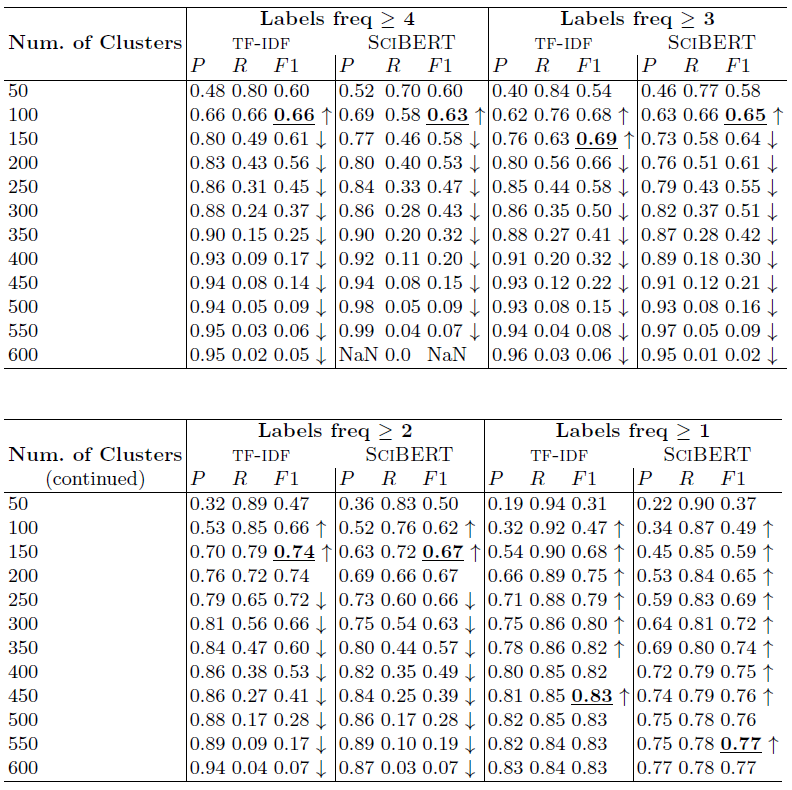 Labels freq ≥ 4 Labels freq ≥ 3
Num. of Clusters TF-IDF SciBERT TF-IDF SciBERT
P R F1 P R F1 P R F1 P R F1
50 0.48 0.80 0.60 0.52 0.70 0.60 0.40 0.84 0.54 0.46 0.77 0.58
100 0.66 0.66 0.66 ↑ 0.69 0.58 0.63 ↑ 0.62 0.76 0.68 ↑ 0.63 0.66 0.65 ↑
150 0.80 0.49 0.61 ↓ 0.77 0.46 0.58 ↓ 0.76 0.63 0.69 ↑ 0.73 0.58 0.64 ↓
200 0.83 0.43 0.56 ↓ 0.80 0.40 0.53 ↓ 0.80 0.56 0.66 ↓ 0.76 0.51 0.61 ↓
250 0.86 0.31 0.45 ↓ 0.84 0.33 0.47 ↓ 0.85 0.44 0.58 ↓ 0.79 0.43 0.55 ↓
300 0.88 0.24 0.37 ↓ 0.86 0.28 0.43 ↓ 0.86 0.35 0.50 ↓ 0.82 0.37 0.51 ↓
350 0.90 0.15 0.25 ↓ 0.90 0.20 0.32 ↓ 0.88 0.27 0.41 ↓ 0.87 0.28 0.42 ↓
400 0.93 0.09 0.17 ↓ 0.92 0.11 0.20 ↓ 0.91 0.20 0.32 ↓ 0.89 0.18 0.30 ↓
450 0.94 0.08 0.14 ↓ 0.94 0.08 0.15 ↓ 0.93 0.12 0.22 ↓ 0.91 0.12 0.21 ↓
500 0.94 0.05 0.09 ↓ 0.98 0.05 0.09 ↓ 0.93 0.08 0.15 ↓ 0.93 0.08 0.16 ↓
550 0.95 0.03 0.06 ↓ 0.99 0.04 0.07 ↓ 0.94 0.04 0.08 ↓ 0.97 0.05 0.09 ↓
600 0.95 0.02 0.05 ↓ NaN 0.0 NaN 0.96 0.03 0.06 ↓ 0.95 0.01 0.02 ↓
Labels freq ≥ 2 Labels freq ≥ 1
Num. of Clusters TF-IDF SciBERT TF-IDF SciBERT
(continued) P R F1 P R F1 P R F1 P R F1
50 0.32 0.89 0.47 0.36 0.83 0.50 0.19 0.94 0.31 0.22 0.90 0.37
100 0.53 0.85 0.66 ↑ 0.52 0.76 0.62 ↑ 0.32 0.92 0.47 ↑ 0.34 0.87 0.49 ↑
150 0.70 0.79 0.74 ↑ 0.63 0.72 0.67 ↑ 0.54 0.90 0.68 ↑ 0.45 0.85 0.59 ↑
200 0.76 0.72 0.74 0.69 0.66 0.67 0.66 0.89 0.75 ↑ 0.53 0.84 0.65 ↑
250 0.79 0.65 0.72 ↓ 0.73 0.60 0.66 ↓ 0.71 0.88 0.79 ↑ 0.59 0.83 0.69 ↑
300 0.81 0.56 0.66 ↓ 0.75 0.54 0.63 ↓ 0.75 0.86 0.80 ↑ 0.64 0.81 0.72 ↑
350 0.84 0.47 0.60 ↓ 0.80 0.44 0.57 ↓ 0.78 0.86 0.82 ↑ 0.69 0.80 0.74 ↑
400 0.86 0.38 0.53 ↓ 0.82 0.35 0.49 ↓ 0.80 0.85 0.82 0.72 0.79 0.75 ↑
450 0.86 0.27 0.41 ↓ 0.84 0.25 0.39 ↓ 0.81 0.85 0.83 ↑ 0.74 0.79 0.76 ↑
500 0.88 0.17 0.28 ↓ 0.86 0.17 0.28 ↓ 0.82 0.85 0.83 0.75 0.78 0.76
550 0.89 0.09 0.17 ↓ 0.89 0.10 0.19 ↓ 0.82 0.84 0.83 0.75 0.78 0.77 ↑
600 0.94 0.04 0.07 ↓ 0.87 0.03 0.07 ↓ 0.83 0.84 0.83 0.77 0.78 0.77